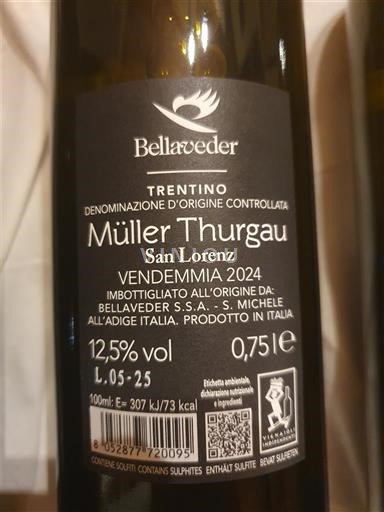 Bellaveder
TRENTINO
DENOMINAZIONE D'ORIGINE CONTROLLATA
Müller Thurgau
San Lorenz
VENDEMMIA 2024
IMBOTTIGLIATO ALL'ORIGINE DA:
BELLAVEDER S.S.A. - S. MICHELE
ALL'ADIGE ITALIA. PRODOTTO IN ITALIA
12,5% vol 0,75 l e
L.05-25
100ml: E= 307 kJ/73 kcal
Etichetta ambientale,
dichiarazione nutrizionale
e ingredienti
8 052877 720095
VIGNAIOLI
INDIPENDENTI
CONTIENE SOLFITI CONTAINS SULPHITES ENTHÄLT SULFITE BEVAT SULFIETEN